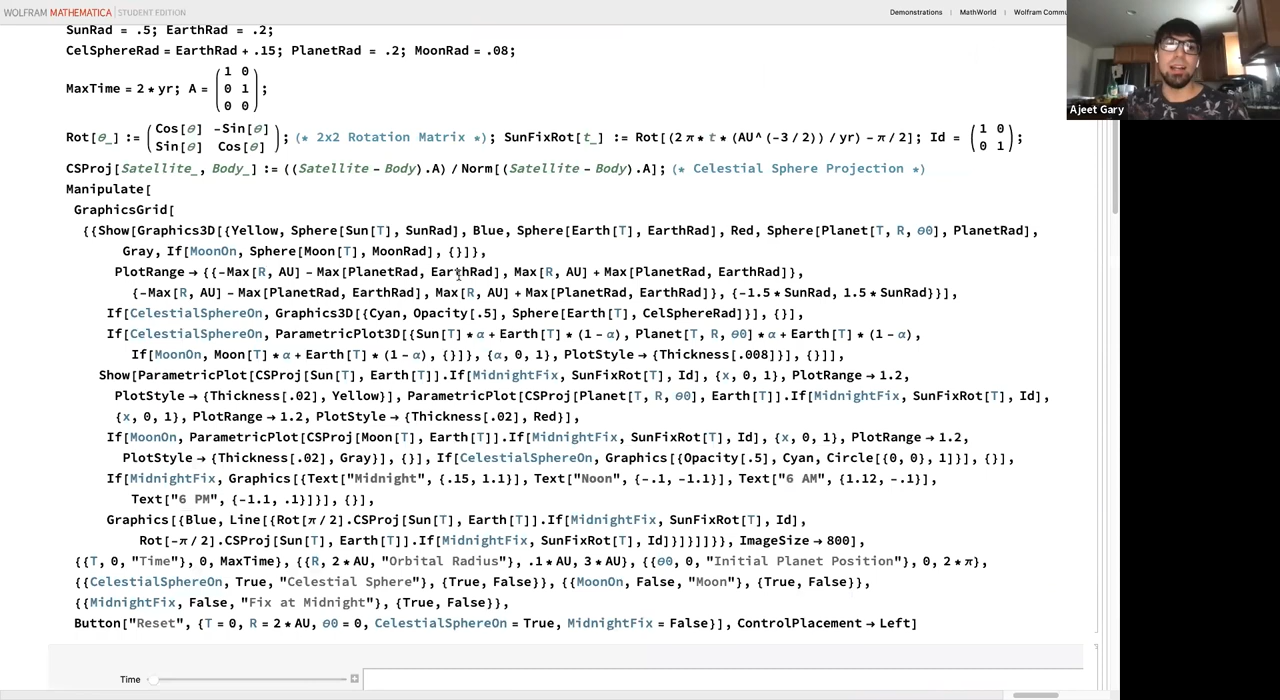 WOLFRAM MATHEMATICA | STUDENT EDITION
Demonstrations | MathWorld | Wolfram Commu
SunRad = .5; EarthRad = .2;
CelSphereRad = EarthRad + .15; PlanetRad = .2; MoonRad = .08;
MaxTime = 2 * yr; A = (1 0
0 1
0 0);
Rot[θ_] := (Cos[θ] -Sin[θ]
Sin[θ] Cos[θ]); (* 2x2 Rotation Matrix *); SunFixRot[t_] := Rot[(2 π * t * (AU^(-3 / 2)) / yr) - π / 2]; Id = (1 0
0 1);
CSProj[Satellite_, Body_] := ((Satellite - Body).A) / Norm[(Satellite - Body).A]; (* Celestial Sphere Projection *)
Manipulate[
GraphicsGrid[
{{Show[Graphics3D[{Yellow, Sphere[Sun[T], SunRad], Blue, Sphere[Earth[T], EarthRad], Red, Sphere[Planet[T, R, θ0], PlanetRad],
Gray, If[MoonOn, Sphere[Moon[T], MoonRad], {}]},
PlotRange → {{-Max[R, AU] - Max[PlanetRad, EarthRad], Max[R, AU] + Max[PlanetRad, EarthRad]},
{-Max[R, AU] - Max[PlanetRad, EarthRad], Max[R, AU] + Max[PlanetRad, EarthRad]}, {-1.5 * SunRad, 1.5 * SunRad}}],
If[CelestialSphereOn, Graphics3D[{Cyan, Opacity[.5], Sphere[Earth[T], CelSphereRad]}], {}],
If[CelestialSphereOn, ParametricPlot3D[{Sun[T] * α + Earth[T] * (1 - α), Planet[T, R, θ0] * α + Earth[T] * (1 - α),
If[MoonOn, Moon[T] * α + Earth[T] * (1 - α), {}]}, {α, 0, 1}, PlotStyle → {Thickness[.008]}], {}]],
Show[ParametricPlot[CSProj[Sun[T], Earth[T]].If[MidnightFix, SunFixRot[T], Id], {x, 0, 1}, PlotRange → 1.2,
PlotStyle → {Thickness[.02], Yellow}], ParametricPlot[CSProj[Planet[T, R, θ0], Earth[T]].If[MidnightFix, SunFixRot[T], Id],
{x, 0, 1}, PlotRange → 1.2, PlotStyle → {Thickness[.02], Red}],
If[MoonOn, ParametricPlot[CSProj[Moon[T], Earth[T]].If[MidnightFix, SunFixRot[T], Id], {x, 0, 1}, PlotRange → 1.2,
PlotStyle → {Thickness[.02], Gray}], {}], If[CelestialSphereOn, Graphics[{Opacity[.5], Cyan, Circle[{0, 0}, 1]}], {}],
If[MidnightFix, Graphics[{Text["Midnight", {.15, 1.1}], Text["Noon", {-.1, -1.1}], Text["6 AM", {1.12, -.1}],
Text["6 PM", {-1.1, .1}]}], {}],
Graphics[{Blue, Line[{Rot[π / 2].CSProj[Sun[T], Earth[T]].If[MidnightFix, SunFixRot[T], Id],
Rot[-π / 2].CSProj[Sun[T], Earth[T]].If[MidnightFix, SunFixRot[T], Id]}]}]]}}, ImageSize → 800],
{{T, 0, "Time"}, 0, MaxTime}, {{R, 2 * AU, "Orbital Radius"}, .1 * AU, 3 * AU}, {{θ0, 0, "Initial Planet Position"}, 0, 2 * π},
{{CelestialSphereOn, True, "Celestial Sphere"}, {True, False}}, {{MoonOn, False, "Moon"}, {True, False}},
{{MidnightFix, False, "Fix at Midnight"}, {True, False}},
Button["Reset", {T = 0, R = 2 * AU, θ0 = 0, CelestialSphereOn = True, MidnightFix = False}], ControlPlacement → Left]
Time
Ajeet Gary